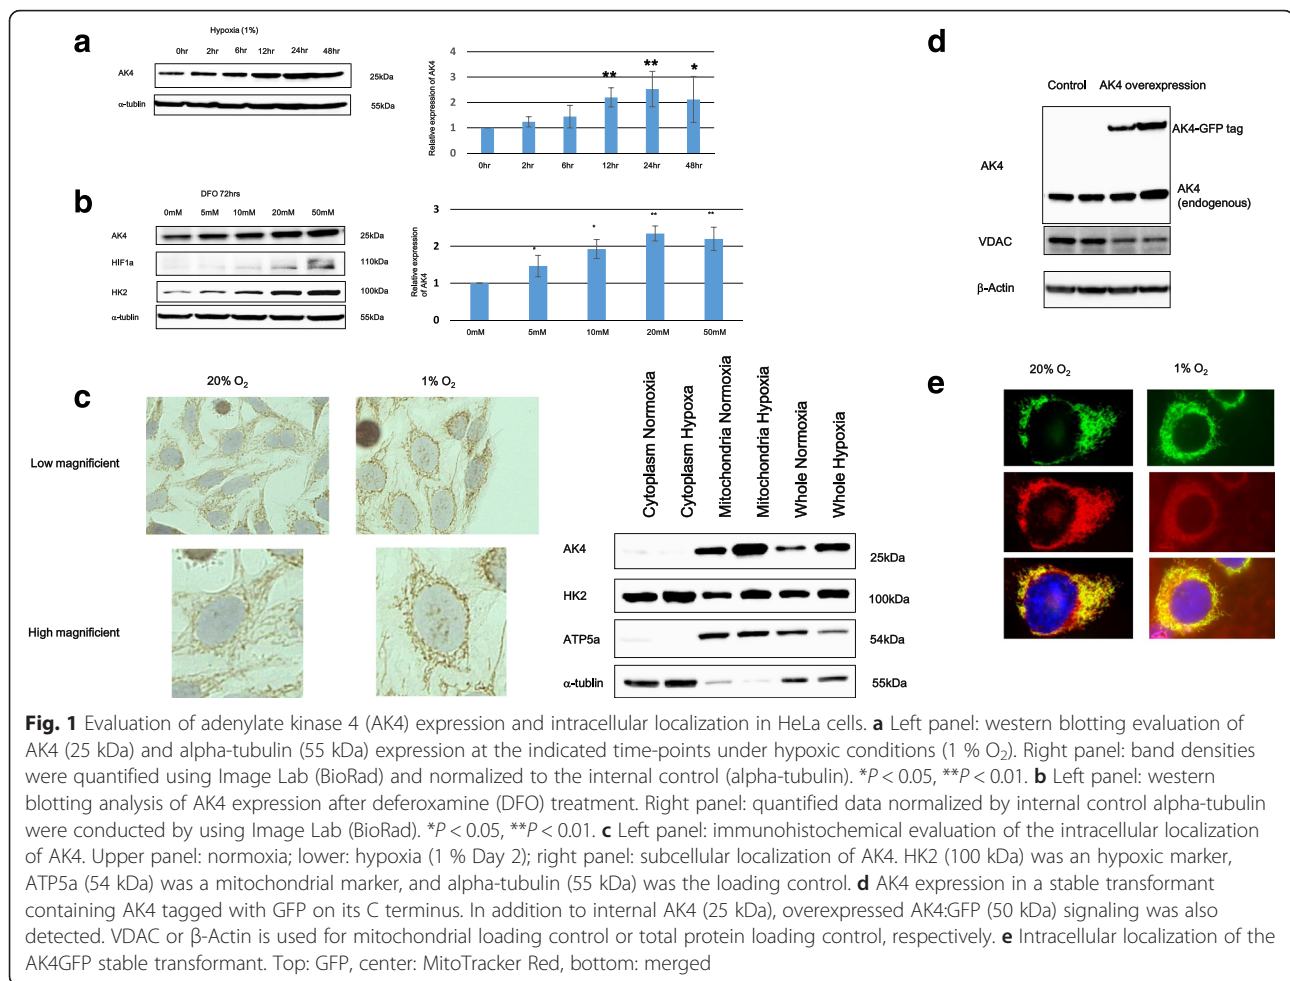 a
Hypoxia (1%)
0hr 2hr 6hr 12hr 24hr 48hr
AK4 25kDa
α-tublin 55kDa
Relative expression of AK4
4
3
2
1
0
** ** *
0hr 2hr 6hr 12hr 24hr 48hr
b
DFO 72hrs
0mM 5mM 10mM 20mM 50mM
AK4 25kDa
HIF1a 110kDa
HK2 100kDa
α-tublin 55kDa
Relative expression
of AK4
3
2
1
0
* * ** **
0mM 5mM 10mM 20mM 50mM
c
20% O₂ 1% O₂
Low magnificient
High magnificient
Cytoplasm Normoxia
Cytoplasm Hypoxa
Mitochondria Normoxia
Mitochondria Hypoxia
Whole Normoxia
Whole Hypoxia
AK4 25kDa
HK2 100kDa
ATP5a 54kDa
α-tublin 55kDa
d
Control AK4 overexpression
AK4-GFP tag
AK4
AK4
(endogenous)
VDAC
β-Actin
e
20% O₂ 1% O₂
Fig. 1 Evaluation of adenylate kinase 4 (AK4) expression and intracellular localization in HeLa cells. a Left panel: western blotting evaluation of
AK4 (25 kDa) and alpha-tubulin (55 kDa) expression at the indicated time-points under hypoxic conditions (1 % O₂). Right panel: band densities
were quantified using Image Lab (BioRad) and normalized to the internal control (alpha-tubulin). *P < 0.05, **P < 0.01. b Left panel: western
blotting analysis of AK4 expression after deferoxamine (DFO) treatment. Right panel: quantified data normalized by internal control alpha-tubulin
were conducted by using Image Lab (BioRad). *P < 0.05, **P < 0.01. c Left panel: immunohistochemical evaluation of the intracellular localization
of AK4. Upper panel: normoxia; lower: hypoxia (1 % Day 2); right panel: subcellular localization of AK4. HK2 (100 kDa) was an hypoxic marker,
ATP5a (54 kDa) was a mitochondrial marker, and alpha-tubulin (55 kDa) was the loading control. d AK4 expression in a stable transformant
containing AK4 tagged with GFP on its C terminus. In addition to internal AK4 (25 kDa), overexpressed AK4:GFP (50 kDa) signaling was also
detected. VDAC or β-Actin is used for mitochondrial loading control or total protein loading control, respectively. e Intracellular localization of the
AK4GFP stable transformant. Top: GFP, center: MitoTracker Red, bottom: merged